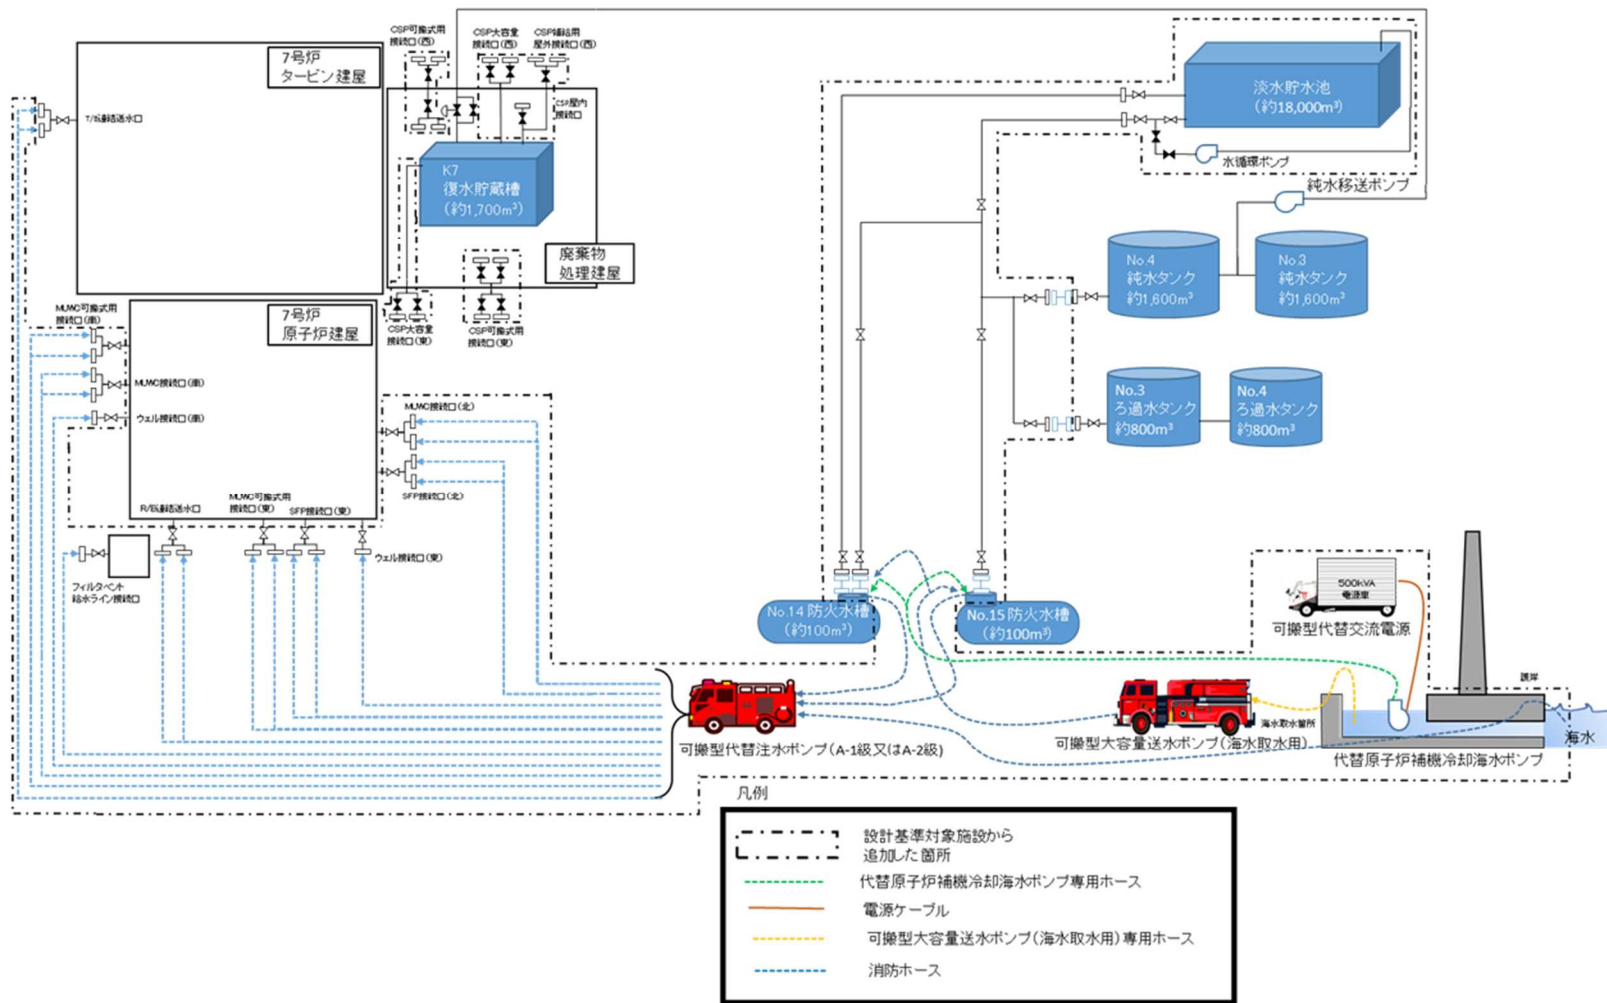 7号炉
タービン建屋
T/B連結送水口
CSP可搬式用
接続口(西)
CSP大容量
接続口(西)
CSP補給用
屋外接続口(西)
CSP屋内
接続口
K7
復水貯蔵槽
(約1,700m³)
廃棄物
処理建屋
CSP大容量
接続口(東)
CSP可搬式用
接続口(東)
淡水貯水池
(約18,000m³)
水循環ポンプ
純水移送ポンプ
No.4
純水タンク
約1,600m³
No.3
純水タンク
約1,600m³
No.3
ろ過水タンク
約800m³
No.4
ろ過水タンク
約800m³
7号炉
原子炉建屋
MUWC可搬式用
接続口(南)
MUWC接続口(南)
ウェル接続口(南)
MUWC接続口(北)
SFP接続口(北)
R/B連結送水口
MUWC可搬式用
接続口(東)
SFP接続口(東)
ウェル接続口(東)
フィルタベント
給水ライン接続口
No.14 防火水槽
(約100m³)
No.15 防火水槽
(約100m³)
500kVA
電源車
可搬型代替交流電源
可搬型代替注水ポンプ(A-1級又はA-2級)
可搬型大容量送水ポンプ(海水取水用)
海水取水箇所
護岸
海水
代替原子炉補機冷却海水ポンプ
凡例
設計基準対象施設から
追加した箇所
代替原子炉補機冷却海水ポンプ専用ホース
電源ケーブル
可搬型大容量送水ポンプ(海水取水用)専用ホース
消防ホース